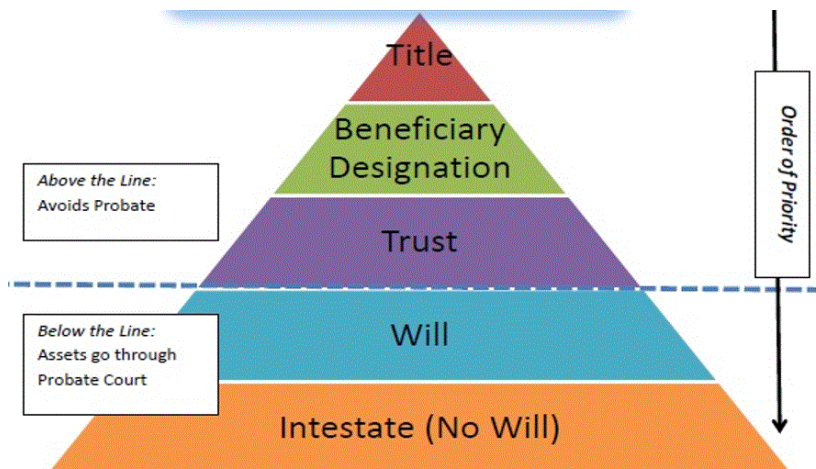 Title
Beneficiary
Designation
Above the Line:
Avoids Probate
Trust
Order of Priority
Below the Line:
Assets go through
Probate Court
Will
Intestate (No Will)